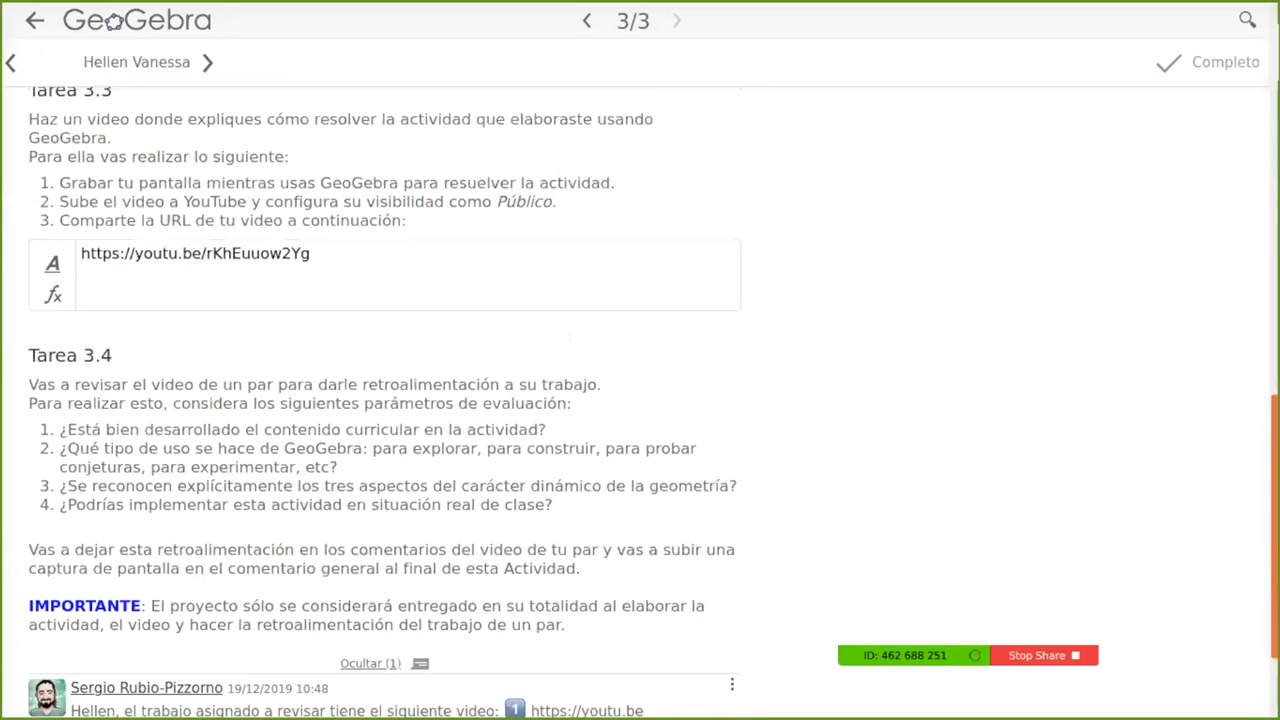 GeoGebra
3/3
Hellen Vanessa
Completo
Tarea 3.3
Haz un video donde expliques cómo resolver la actividad que elaboraste usando
GeoGebra.
Para ella vas realizar lo siguiente:
1. Grabar tu pantalla mientras usas GeoGebra para resuelver la actividad.
2. Sube el video a YouTube y configura su visibilidad como Público.
3. Comparte la URL de tu video a continuación:
A
https://youtu.be/rKhEuuow2Yg
fx
Tarea 3.4
Vas a revisar el video de un par para darle retroalimentación a su trabajo.
Para realizar esto, considera los siguientes parámetros de evaluación:
1. ¿Está bien desarrollado el contenido curricular en la actividad?
2. ¿Qué tipo de uso se hace de GeoGebra: para explorar, para construir, para probar
conjeturas, para experimentar, etc?
3. ¿Se reconocen explícitamente los tres aspectos del carácter dinámico de la geometría?
4. ¿Podrías implementar esta actividad en situación real de clase?
Vas a dejar esta retroalimentación en los comentarios del video de tu par y vas a subir una
captura de pantalla en el comentario general al final de esta Actividad.
IMPORTANTE: El proyecto sólo se considerará entregado en su totalidad al elaborar la
actividad, el video y hacer la retroalimentación del trabajo de un par.
ID: 462 688 251
Stop Share
Ocultar (1)
Sergio Rubio-Pizzorno 19/12/2019 10:48
Hellen, el trabajo asignado a revisar tiene el siguiente video: 1 https://youtu.be